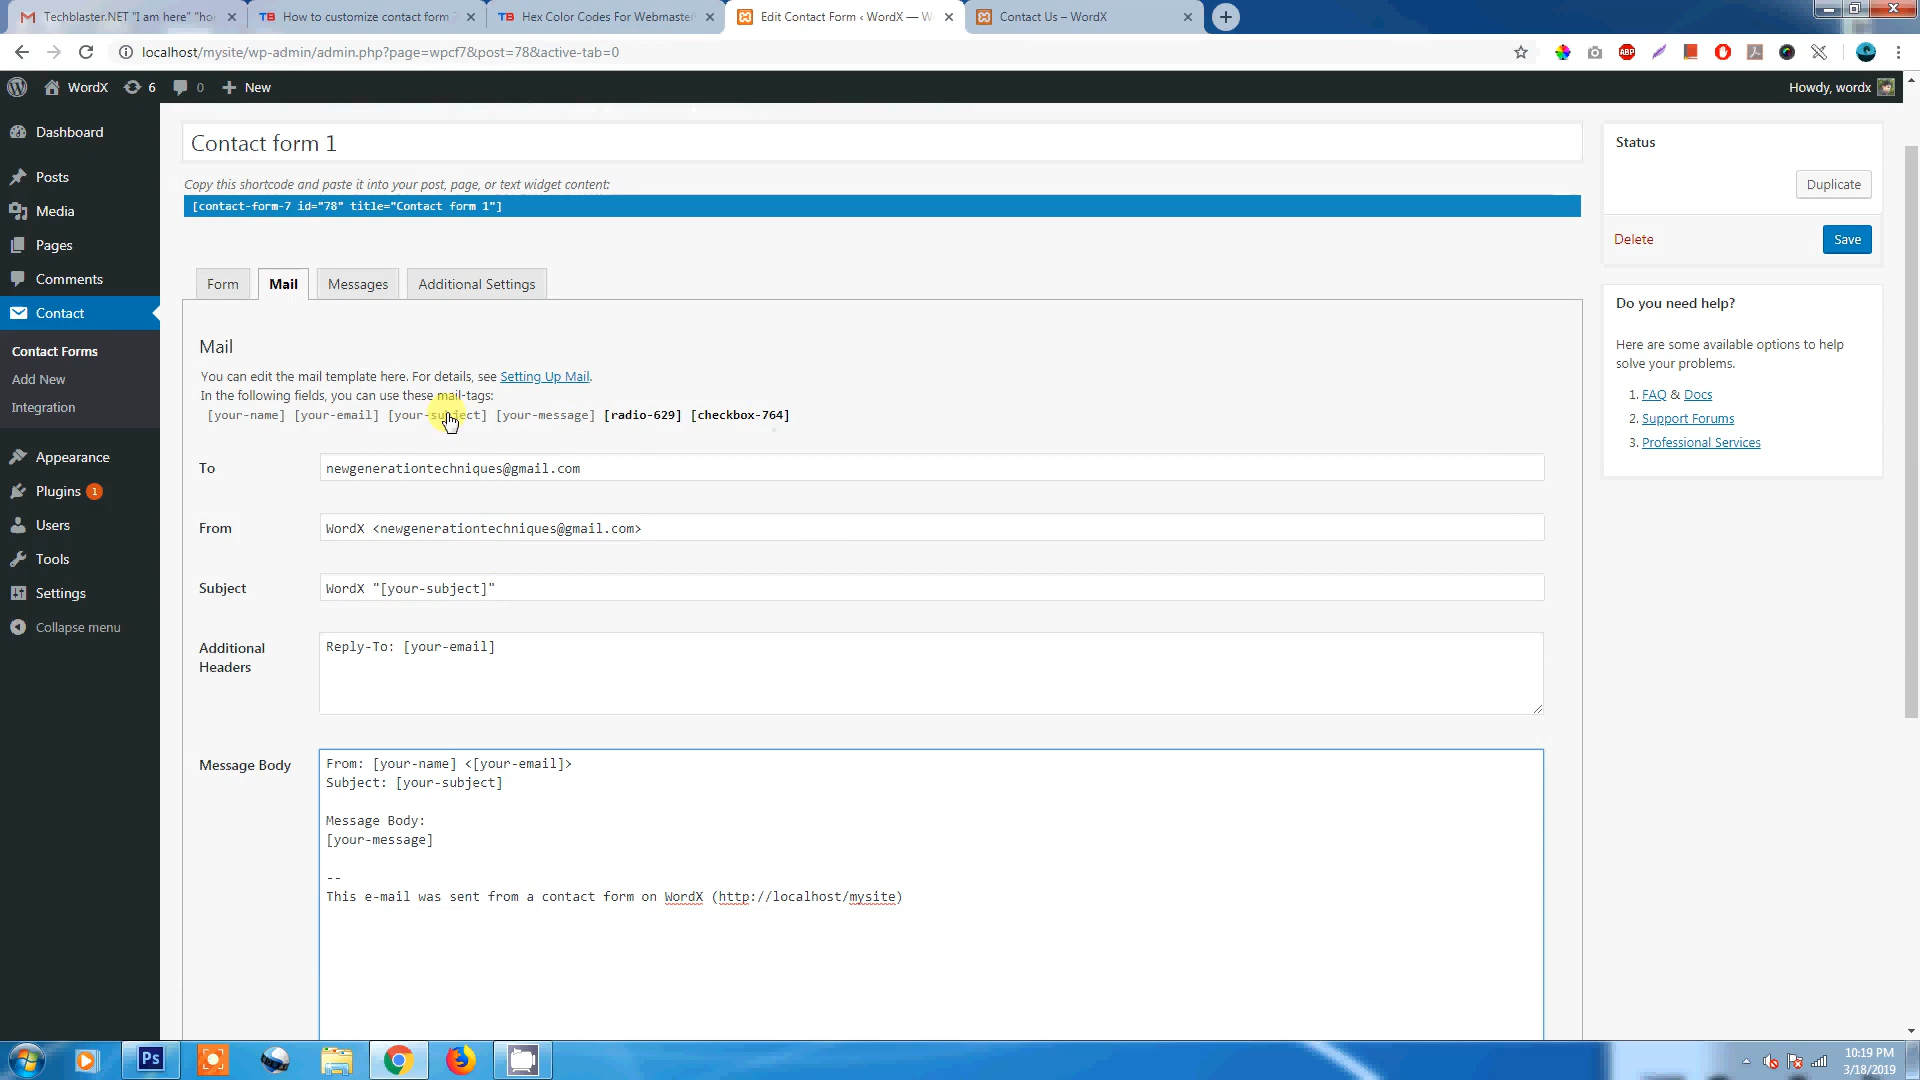 Techblaster.NET "I am here" "ho
How to customize contact form 7
Hex Color Codes For Webmaster
Edit Contact Form ‹ WordX — W
Contact Us – WordX
localhost/mysite/wp-admin/admin.php?page=wpcf7&post=78&active-tab=0
ABP
WordX 6 0 New
Howdy, wordx
Dashboard
Posts
Media
Pages
Comments
Contact
Contact Forms
Add New
Integration
Appearance
Plugins 1
Users
Tools
Settings
Collapse menu
Contact form 1
Copy this shortcode and paste it into your post, page, or text widget content:
[contact-form-7 id="78" title="Contact form 1"]
Form Mail Messages Additional Settings
Mail
You can edit the mail template here. For details, see Setting Up Mail.
In the following fields, you can use these mail-tags:
[your-name] [your-email] [your-subject] [your-message] [radio-629] [checkbox-764]
To
newgenerationtechniques@gmail.com
From
WordX <newgenerationtechniques@gmail.com>
Subject
WordX "[your-subject]"
Additional
Headers
Reply-To: [your-email]
Message Body
From: [your-name] <[your-email]>
Subject: [your-subject]
Message Body:
[your-message]
--
This e-mail was sent from a contact form on WordX (http://localhost/mysite)
Status
Duplicate
Delete
Save
Do you need help?
Here are some available options to help
solve your problems.
1. FAQ & Docs
2. Support Forums
3. Professional Services
Ps
10:19 PM
3/18/2019